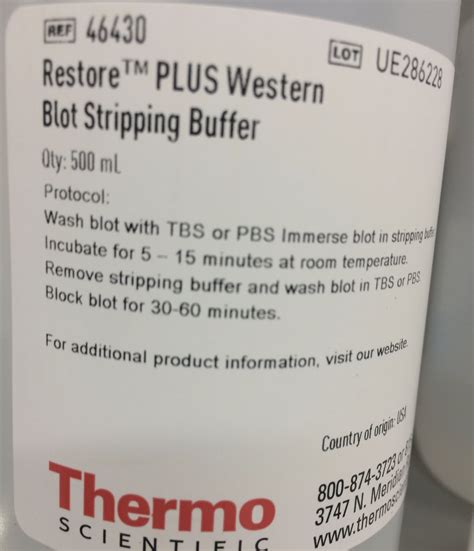 REF 46430
LOT UE286228
Restore™ PLUS Western
Blot Stripping Buffer
Qty: 500 mL
Protocol:
Wash blot with TBS or PBS Immerse blot in stripping buffer
Incubate for 5 – 15 minutes at room temperature.
Remove stripping buffer and wash blot in TBS or PBS
Block blot for 30-60 minutes.
For additional product information, visit our website.
Country of origin: USA
Thermo
SCIENTIFIC
800-874-3723 or
3747 N. Meridian
www.thermosc